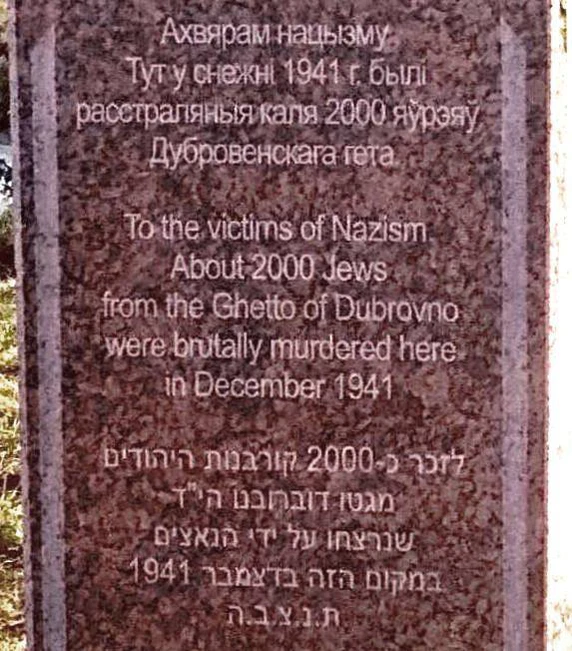 Ахвярам нацызму
Тут у снежні 1941 г. былі
расстраляныя каля 2000 яўрэяў
Дубровенскага гета
To the victims of Nazism.
About 2000 Jews
from the Ghetto of Dubrovno
were brutally murdered here
in December 1941
לזכר כ-2000 קורבנות היהודים
מגטו דוברובנו הי"ד
שנרצחו על ידי הנאצים
במקום הזה בדצמבר 1941
ת.נ.צ.ב.ה